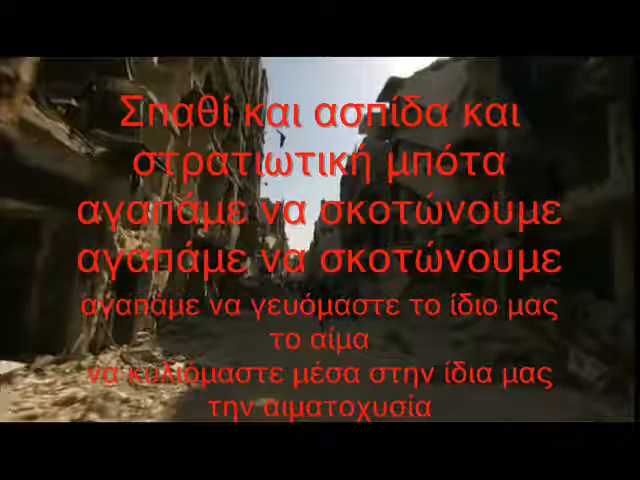 Σπαθί και ασπίδα και
στρατιωτική μπότα
αγαπάμε να σκοτώνουμε
αγαπάμε να σκοτώνουμε
αγαπάμε να γευόμαστε το ίδιο μας
το αίμα
να κυλιόμαστε μέσα στην ίδια μας
την αιματοχυσία